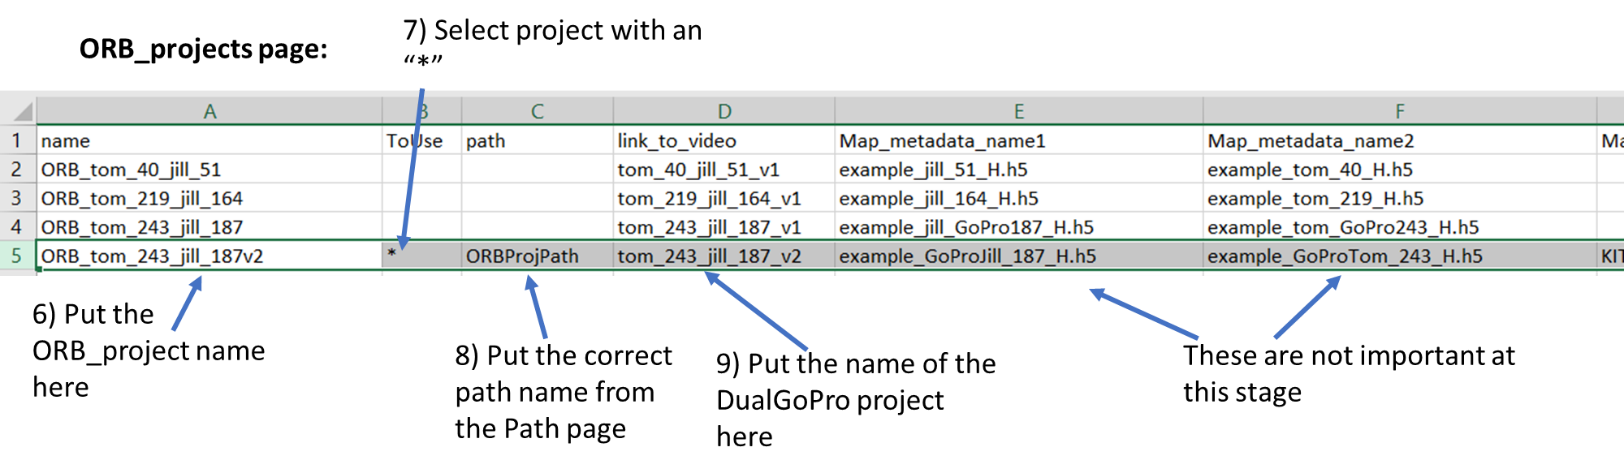 ORB_projects page:
7) Select project with an
“*”
A B C D E F
1 name ToUse path link_to_video Map_metadata_name1 Map_metadata_name2 Ma
2 ORB_tom_40_jill_51 tom_40_jill_51_v1 example_jill_51_H.h5 example_tom_40_H.h5
3 ORB_tom_219_jill_164 tom_219_jill_164_v1 example_jill_164_H.h5 example_tom_219_H.h5
4 ORB_tom_243_jill_187 tom_243_jill_187_v1 example_jill_GoPro187_H.h5 example_tom_GoPro243_H.h5
5 ORB_tom_243_jill_187v2 * ORBProjPath tom_243_jill_187_v2 example_GoProJill_187_H.h5 example_GoProTom_243_H.h5 KIT
6) Put the
ORB_project name
here
8) Put the correct
path name from
the Path page
9) Put the name of the
DualGoPro project
here
These are not important at
this stage